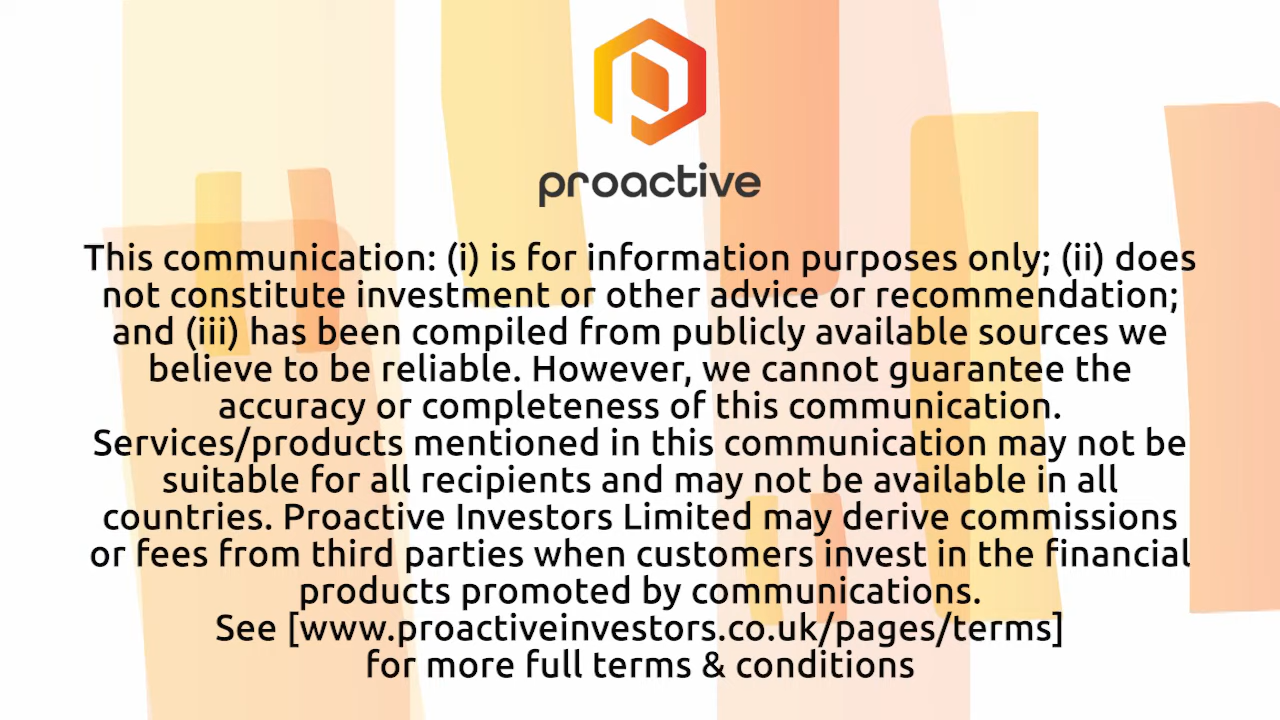 proactive
This communication: (i) is for information purposes only; (ii) does
not constitute investment or other advice or recommendation;
and (iii) has been compiled from publicly available sources we
believe to be reliable. However, we cannot guarantee the
accuracy or completeness of this communication.
Services/products mentioned in this communication may not be
suitable for all recipients and may not be available in all
countries. Proactive Investors Limited may derive commissions
or fees from third parties when customers invest in the financial
products promoted by communications.
See [www.proactiveinvestors.co.uk/pages/terms]
for more full terms & conditions